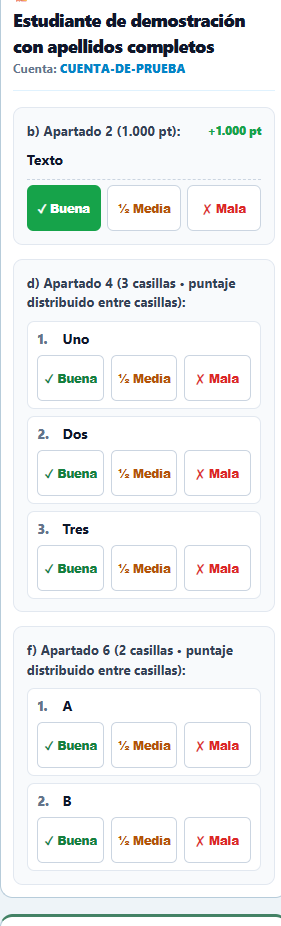 Estudiante de demostración
con apellidos completos
Cuenta: CUENTA-DE-PRUEBA
b) Apartado 2 (1.000 pt): +1.000 pt
Texto
✓ Buena ½ Media ✗ Mala
d) Apartado 4 (3 casillas • puntaje
distribuido entre casillas):
1. Uno
✓ Buena ½ Media ✗ Mala
2. Dos
✓ Buena ½ Media ✗ Mala
3. Tres
✓ Buena ½ Media ✗ Mala
f) Apartado 6 (2 casillas • puntaje
distribuido entre casillas):
1. A
✓ Buena ½ Media ✗ Mala
2. B
✓ Buena ½ Media ✗ Mala